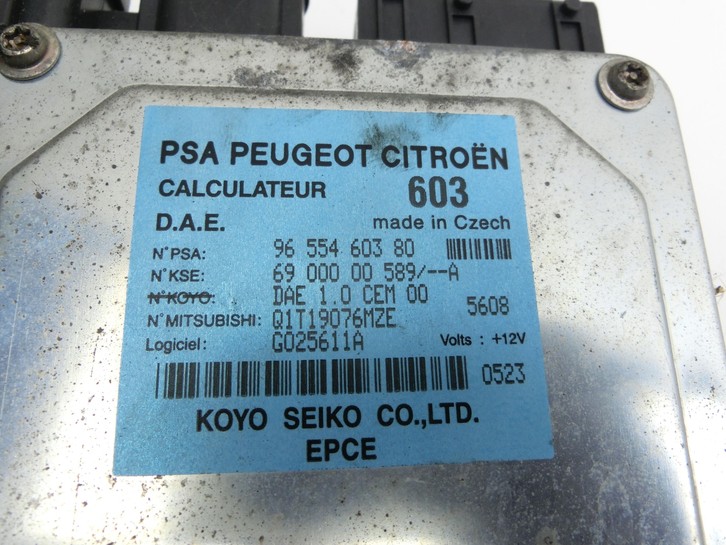 PSA PEUGEOT CITROËN
CALCULATEUR 603
D.A.E. made in Czech
N°PSA: 96 554 603 80
N°KSE: 69 000 00 589/--A
N°KOYO: DAE 1.0 CEM 00
5608
N°MITSUBISHI: Q1T19076MZE
Logiciel: G025611A Volts : +12V
0523
KOYO SEIKO CO.,LTD.
EPCE